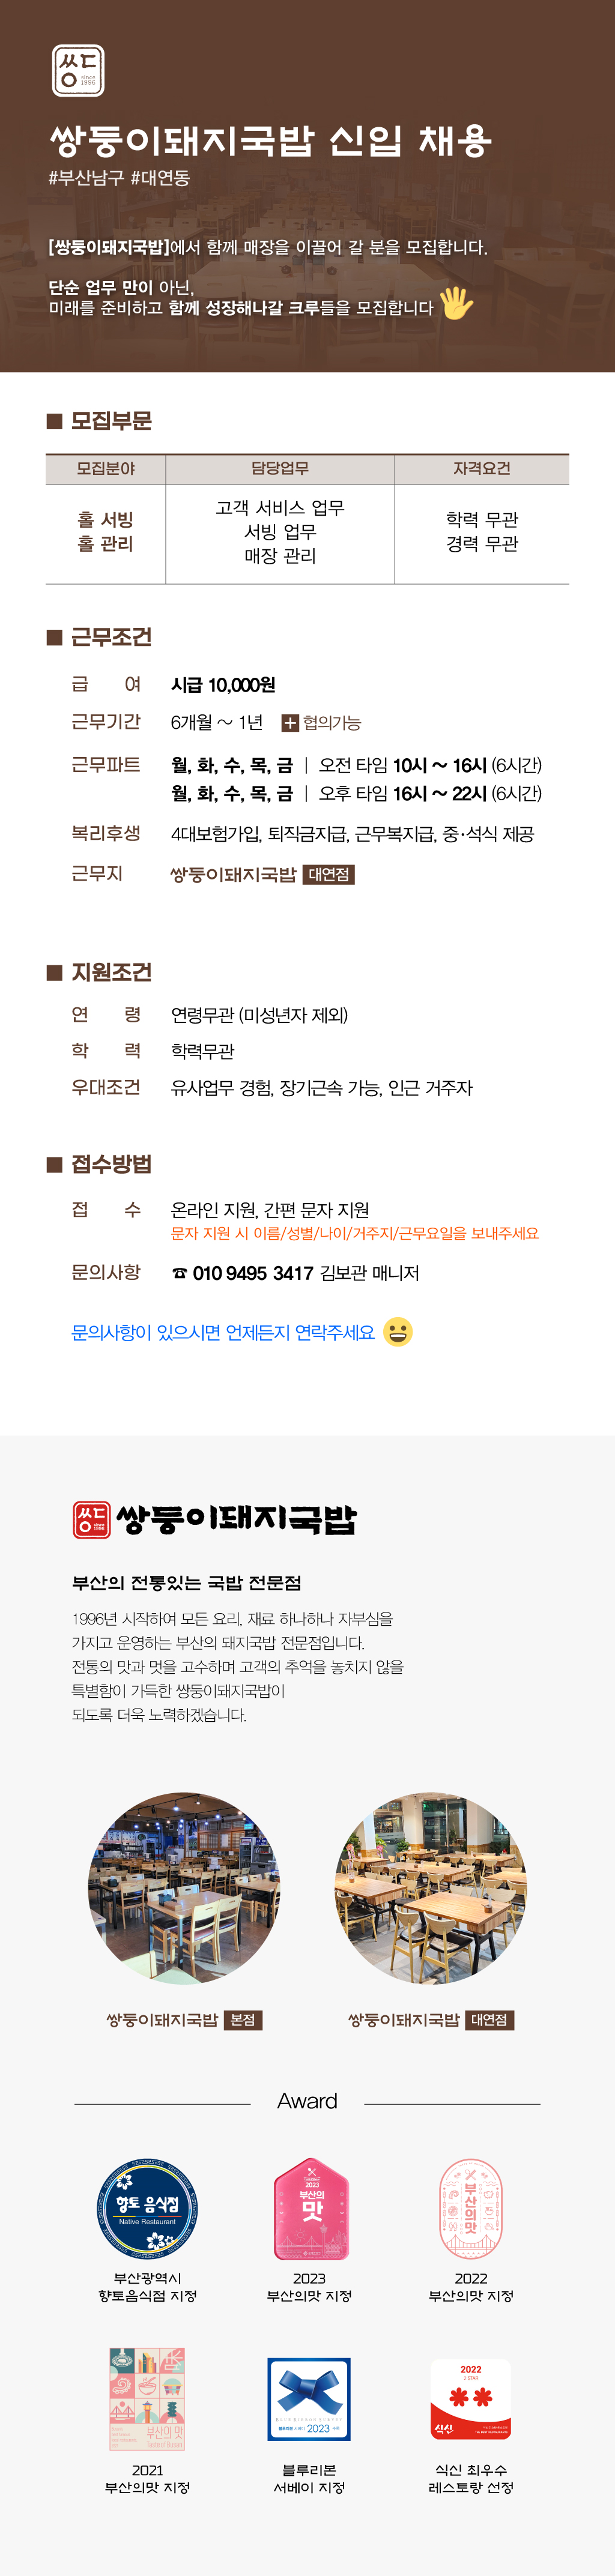 쌍둥
since
1996
쌍둥이돼지국밥 신입 채용
#부산남구 #대연동
[쌍둥이돼지국밥]에서 함께 매장을 이끌어 갈 분을 모집합니다.
단순 업무 만이 아닌,
미래를 준비하고 함께 성장해나갈 크루들을 모집합니다
■ 모집부문
모집분야 담당업무 자격요건
홀 서빙
홀 관리
고객 서비스 업무
서빙 업무
매장 관리
학력 무관
경력 무관
■ 근무조건
급 여 시급 10,000원
근무기간 6개월 ~ 1년 + 협의가능
근무파트 월, 화, 수, 목, 금 | 오전 타임 10시 ~ 16시 (6시간)
월, 화, 수, 목, 금 | 오후 타임 16시 ~ 22시 (6시간)
복리후생 4대보험가입, 퇴직금지급, 근무복지급, 중·석식 제공
근무지 쌍둥이돼지국밥 대연점
■ 지원조건
연 령 연령무관 (미성년자 제외)
학 력 학력무관
우대조건 유사업무 경험, 장기근속 가능, 인근 거주자
■ 접수방법
접 수 온라인 지원, 간편 문자 지원
문자 지원 시 이름/성별/나이/거주지/근무요일을 보내주세요
문의사항 ☎ 010 9495 3417 김보관 매니저
문의사항이 있으시면 언제든지 연락주세요
쌍둥이돼지국밥
부산의 전통있는 국밥 전문점
1996년 시작하여 모든 요리, 재료 하나하나 자부심을
가지고 운영하는 부산의 돼지국밥 전문점입니다.
전통의 맛과 멋을 고수하며 고객의 추억을 놓치지 않을
특별함이 가득한 쌍둥이돼지국밥이
되도록 더욱 노력하겠습니다.
쌍둥이돼지국밥 본점
쌍둥이돼지국밥 대연점
Award
향토 음식점
Native Restaurant
부산광역시
향토음식점 지정
2023
부산의
맛
2023
부산의맛 지정
부산의맛
2022
부산의맛 지정
부산의 맛
Taste of Busan
2021
부산의맛 지정
블루리본 서베이 2023 수록
블루리본
서베이 지정
2022
2 STAR
식신
식신 최우수
레스토랑 선정